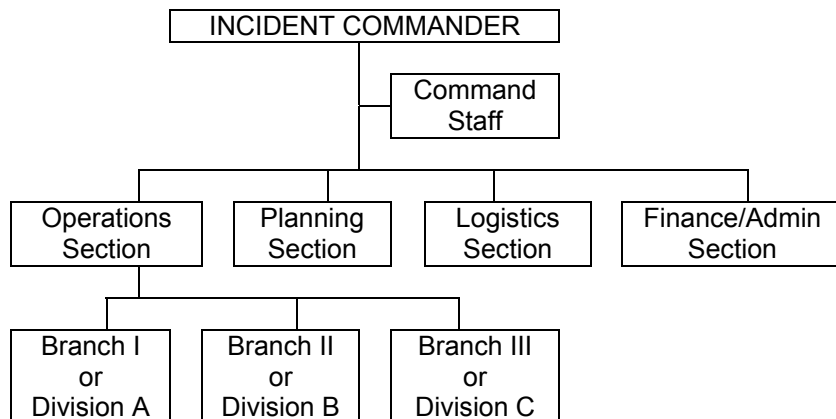 INCIDENT COMMANDER
Command
Staff
Operations
Section
Planning
Section
Logistics
Section
Finance/Admin
Section
Branch I
or
Division A
Branch II
or
Division B
Branch III
or
Division C